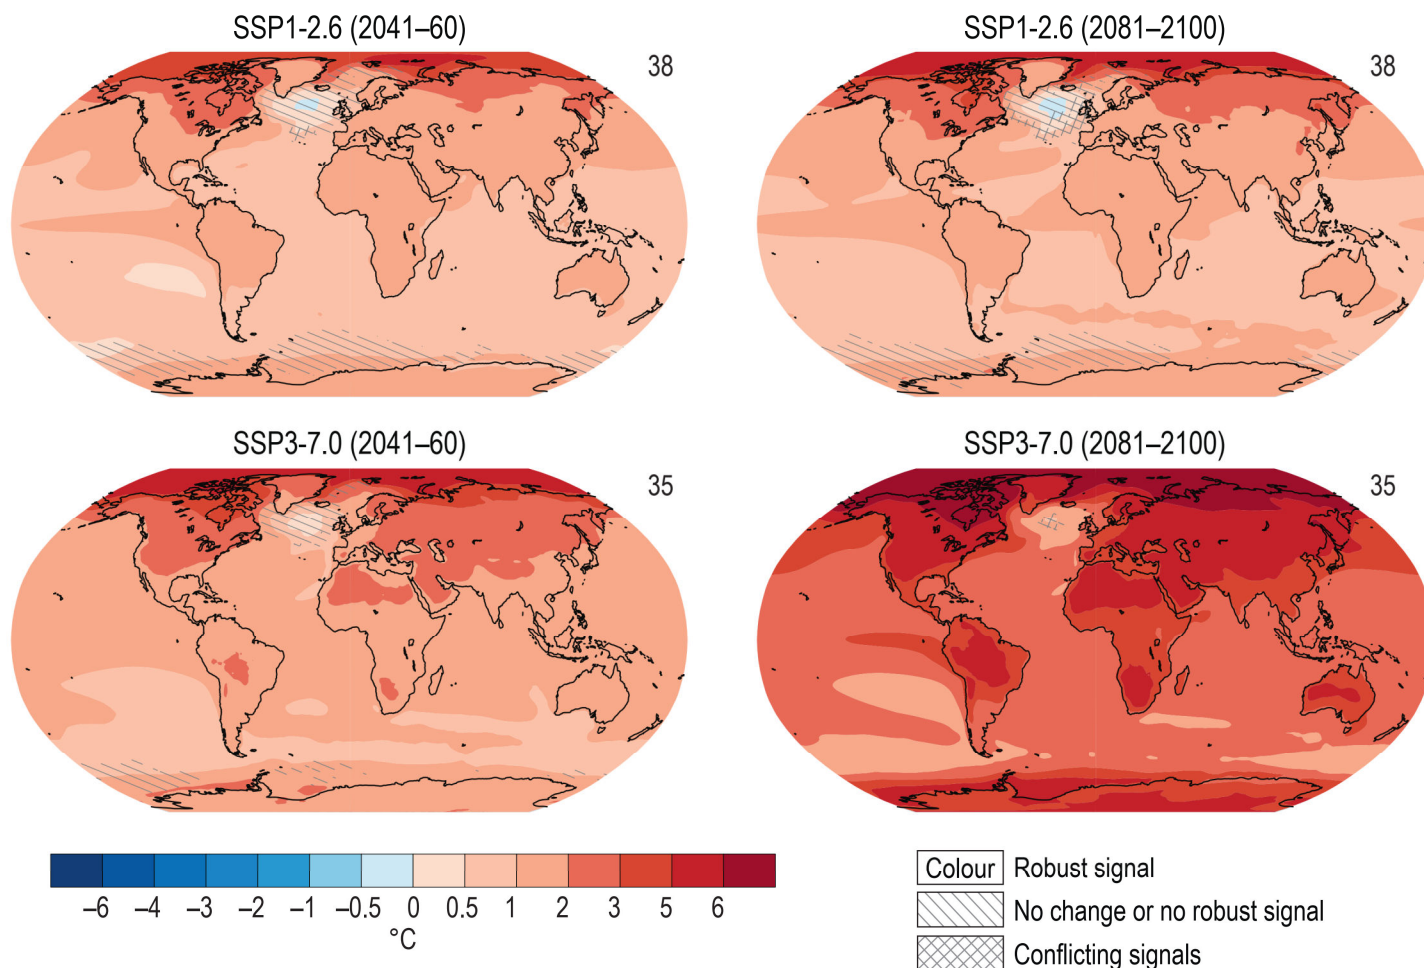 SSP1-2.6 (2041–60)
SSP1-2.6 (2081–2100)
38
38
SSP3-7.0 (2041–60)
SSP3-7.0 (2081–2100)
35
35
–6 –4 –3 –2 –1 –0.5 0 0.5 1 2 3 5 6
°C
Colour Robust signal
No change or no robust signal
Conflicting signals